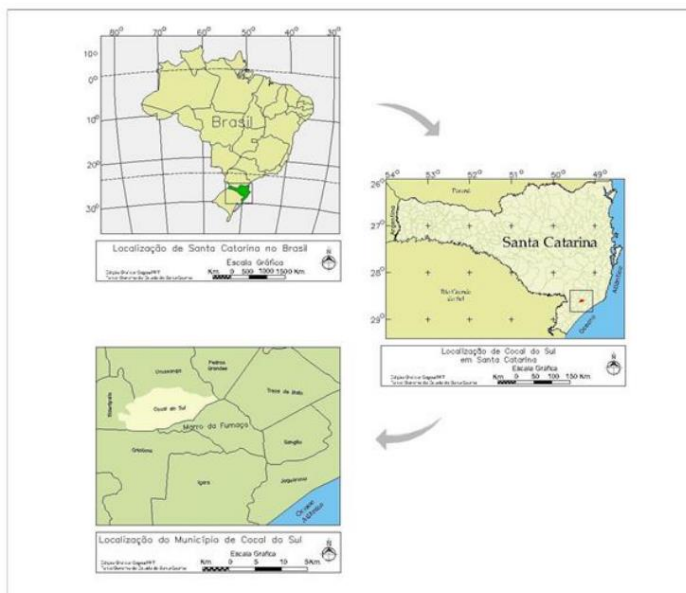 80° 70° 60° 50° 40° 30°
10°
0°
Brasil
10°
20°
30°
Localização de Santa Catarina no Brasil
Escala Gráfica
Km 0 500 1000 1500 Km
N
54° 53° 52° 51° 50° 49°
26°
Paraná
Argentina
27°
Santa Catarina
28°
Rio Grande
do Sul
Oceano
Atlântico
29°
Localização de Cocal do Sul
em Santa Catarina
Escala Gráfica
Km 0 50 100 150 Km
N
Pedras
Grandes
Urussanga
Treze de Maio
Cocal do Sul
Morro da Fumaça
Sangão
Criciúma
Içara
Jaguaruna
Oceano
Atlântico
Localização do Município de Cocal do Sul
Escala Gráfica
Km
0 5 10 5Km
N